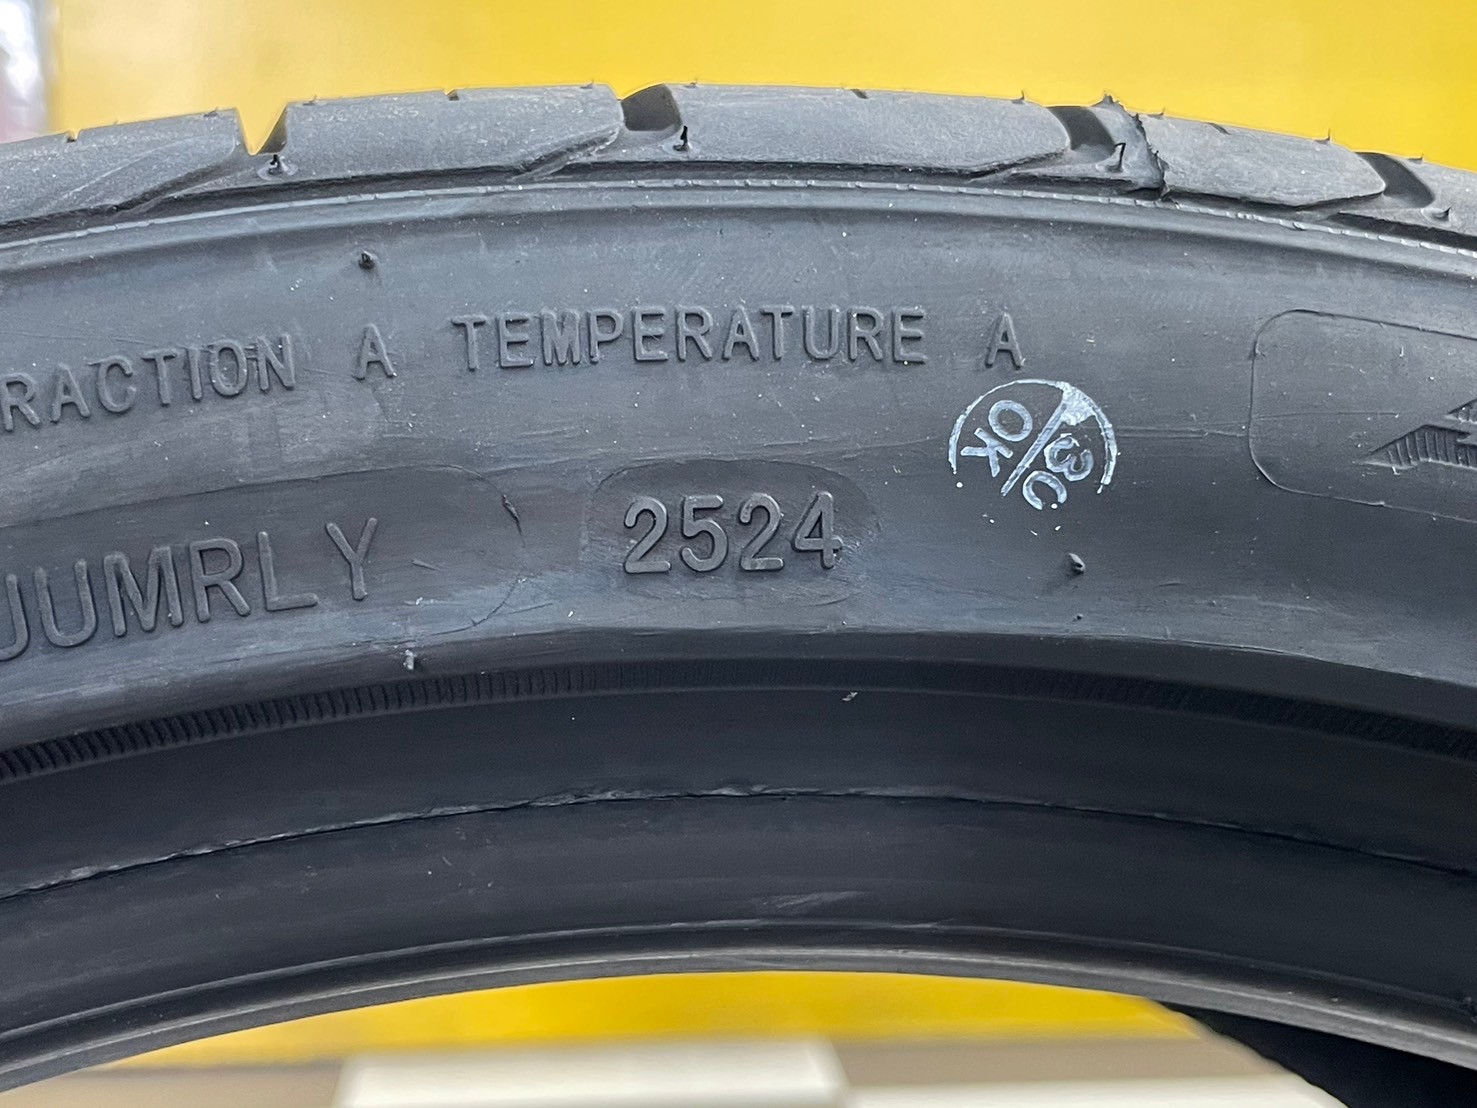 RACTION A TEMPERATURE A
OK
3C
UUMRLY
2524